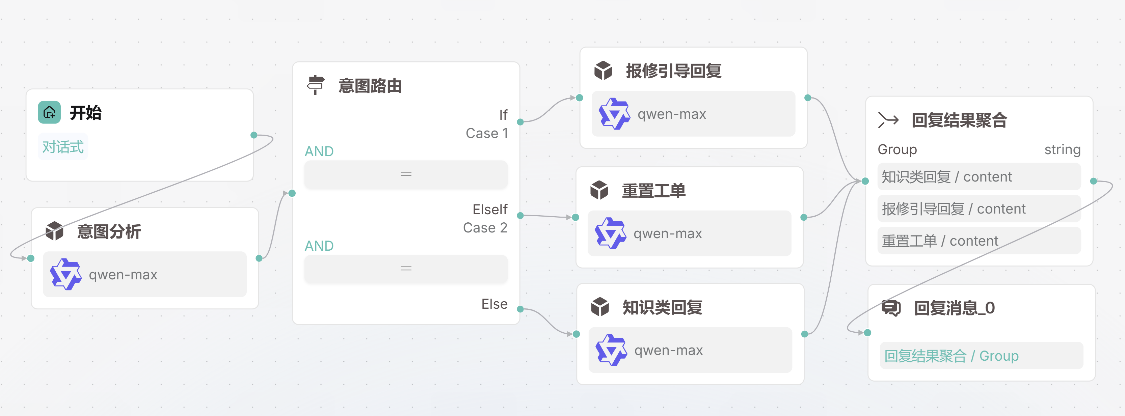 开始
对话式
意图分析
qwen-max
意图路由
If
Case 1
AND
=
ElseIf
Case 2
AND
=
Else
报修引导回复
qwen-max
重置工单
qwen-max
知识类回复
qwen-max
回复结果聚合
Group string
知识类回复 / content
报修引导回复 / content
重置工单 / content
回复消息_0
回复结果聚合 / Group